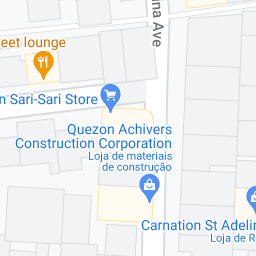 eet lounge
na Ave
n Sari-Sari Store
Quezon Achivers
Construction Corporation
Loja de materiais
de construção
Carnation St Adelin
Loja de R